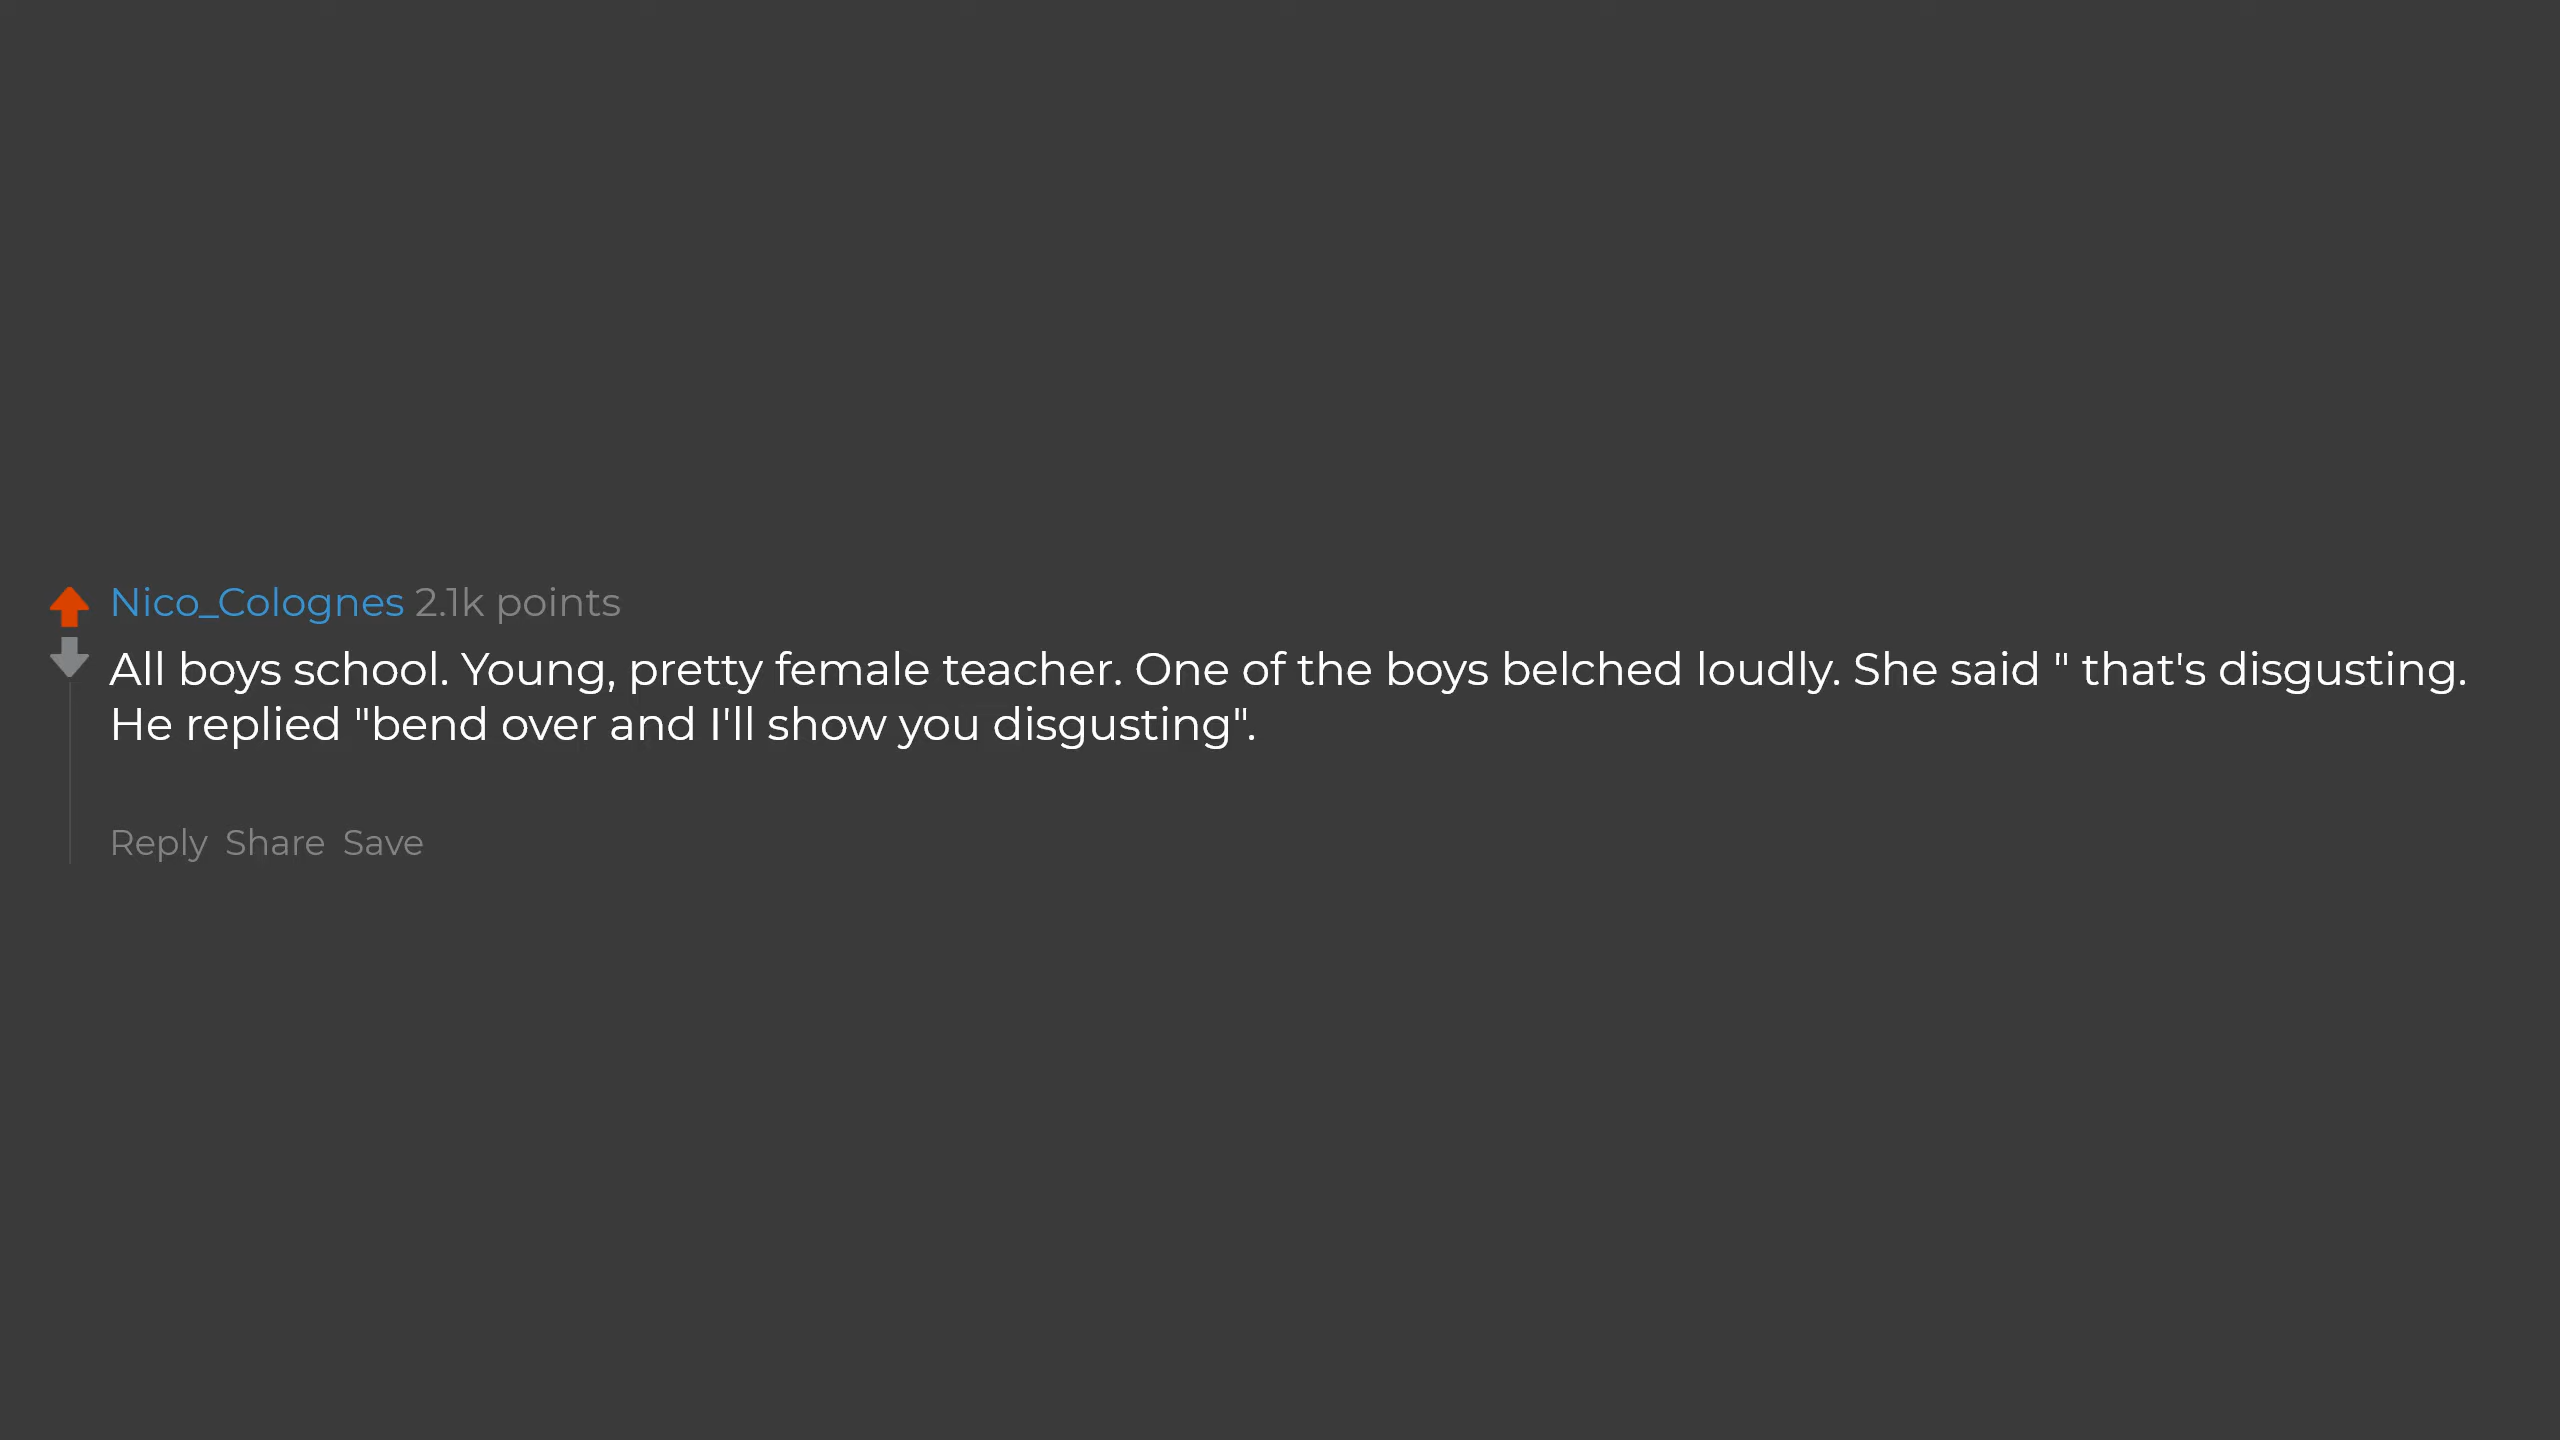 Nico_Colognes 2.1k points
All boys school. Young, pretty female teacher. One of the boys belched loudly. She said " that's disgusting.
He replied "bend over and I'll show you disgusting".
Reply Share Save